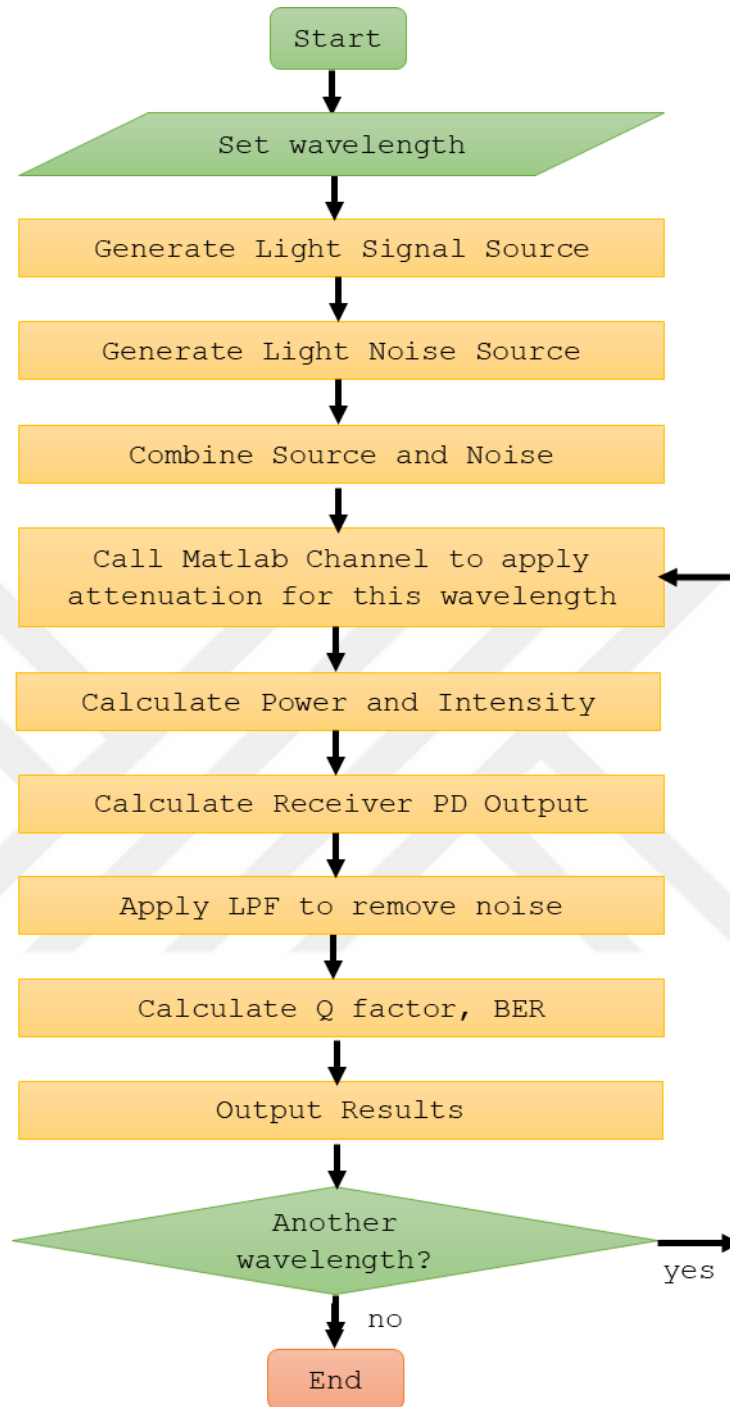 Start
Set wavelength
Generate Light Signal Source
Generate Light Noise Source
Combine Source and Noise
Call Matlab Channel to apply
attenuation for this wavelength
Calculate Power and Intensity
Calculate Receiver PD Output
Apply LPF to remove noise
Calculate Q factor, BER
Output Results
Another
wavelength?
yes
no
End